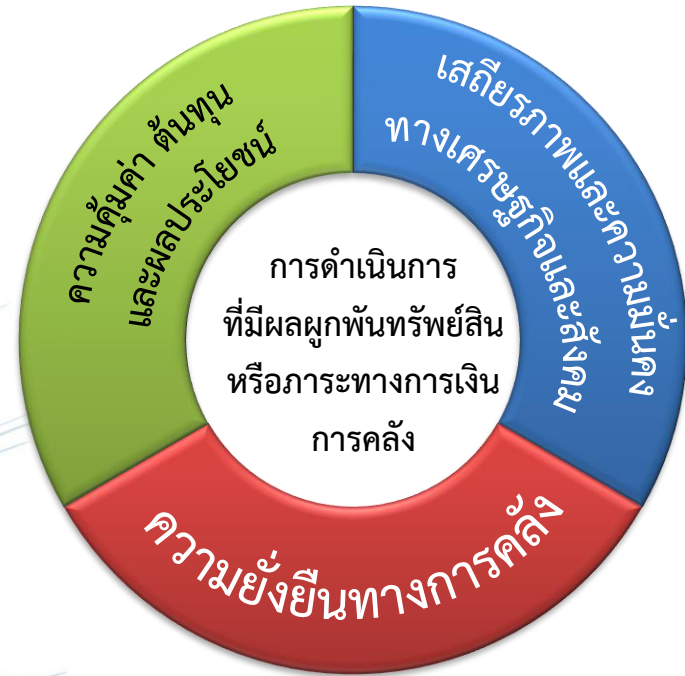 ความคุ้มค่า ต้นทุน
และผลประโยชน์
เสถียรภาพและความมั่นคง
ทางเศรษฐกิจและสังคม
การดำเนินการ
ที่มีผลผูกพันทรัพย์สิน
หรือภาระทางการเงิน
การคลัง
ความยั่งยืนทางการคลัง